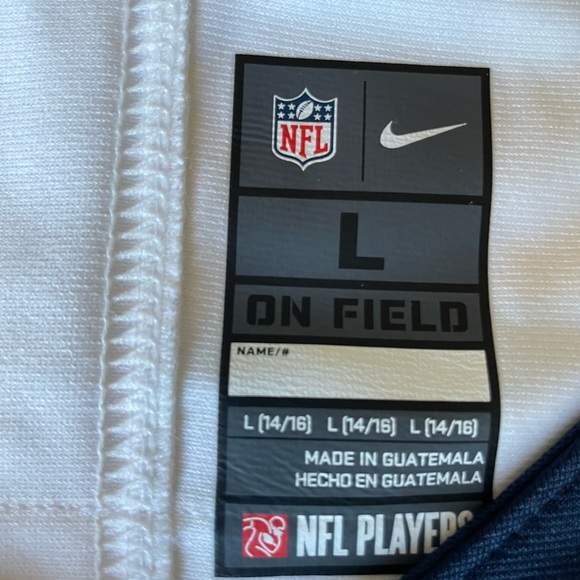 NFL
L
ON FIELD
NAME/#
L (14/16) L (14/16) L (14/16)
MADE IN GUATEMALA
HECHO EN GUATEMALA
NFL PLAYERS